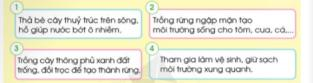 1
Thả bè cây thuỷ trúc trên sông,
hồ giúp nước bớt ô nhiễm.
2
Trồng rừng ngập mặn tạo
môi trường sống cho tôm, cua, cá,...
3
Trồng cây thông phủ xanh đất
trống, đồi trọc để tạo thành rừng.
4
Tham gia làm vệ sinh, giữ sạch
môi trường xung quanh.